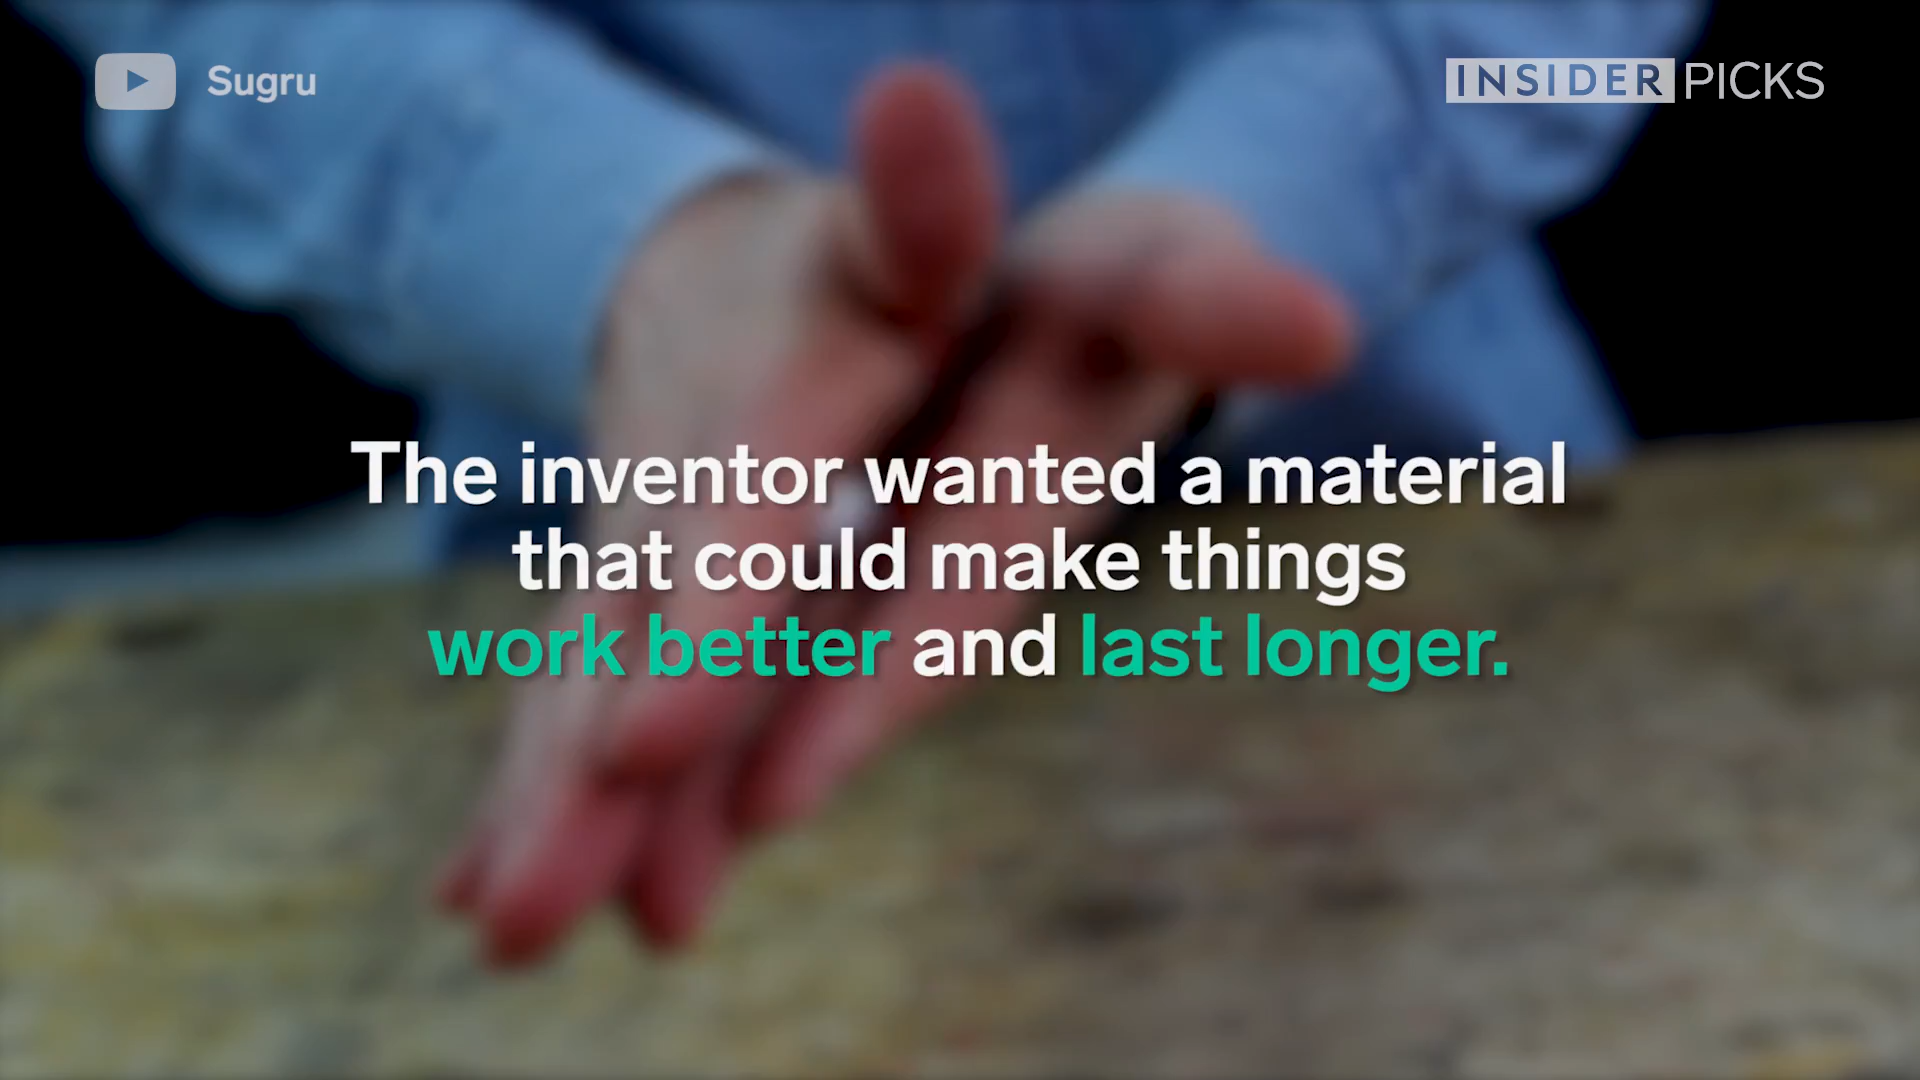 Sugru
INSIDER PICKS
The inventor wanted a material
that could make things
work better and last longer.